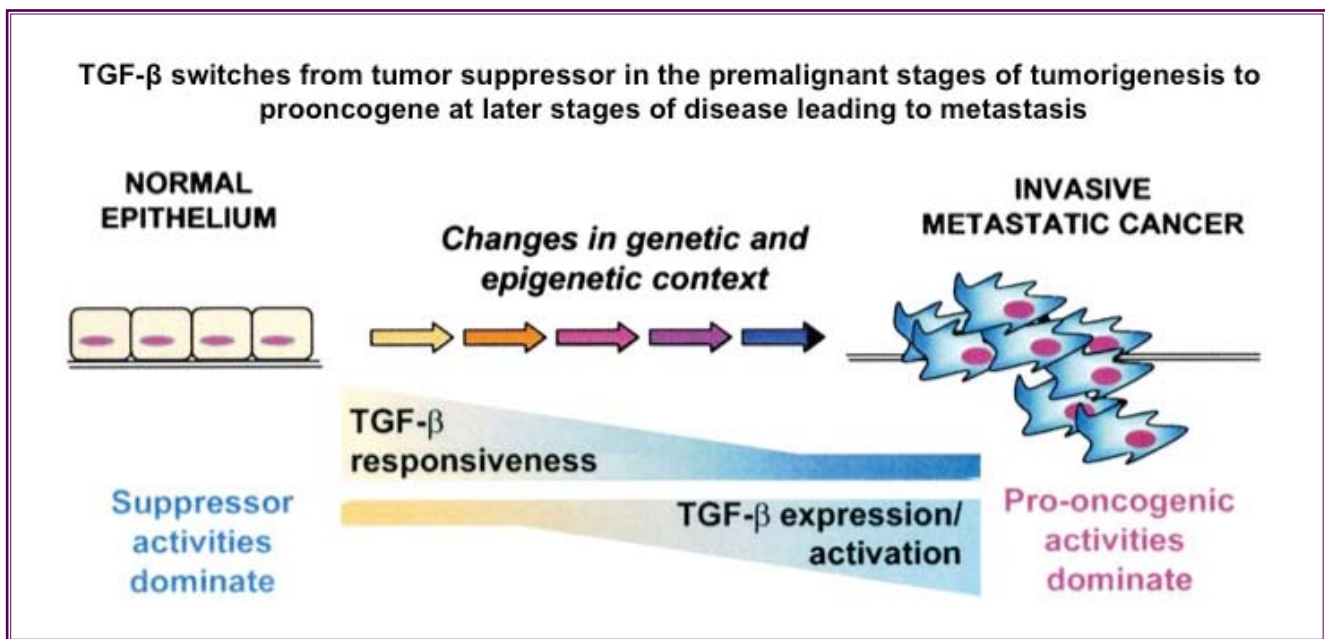 TGF-β switches from tumor suppressor in the premalignant stages of tumorigenesis to
prooncogene at later stages of disease leading to metastasis
NORMAL
EPITHELIUM
Changes in genetic and
epigenetic context
INVASIVE
METASTATIC CANCER
TGF-β
responsiveness
TGF-β expression/
activation
Suppressor
activities
dominate
Pro-oncogenic
activities
dominate